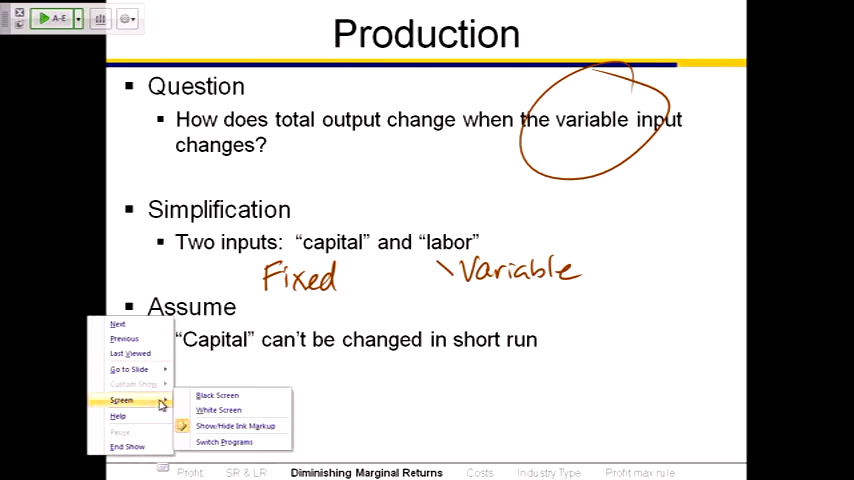 A-E
Production
Question
How does total output change when the variable input
changes?
Simplification
Two inputs: “capital” and “labor”
Fixed Variable
Assume
“Capital” can’t be changed in short run
Next
Previous
Last Viewed
Go to Slide
Custom Show
Screen
Help
Pause
End Show
Black Screen
White Screen
Show/Hide Ink Markup
Switch Programs
Profit SR & LR Diminishing Marginal Returns Costs Industry Type Profit max rule